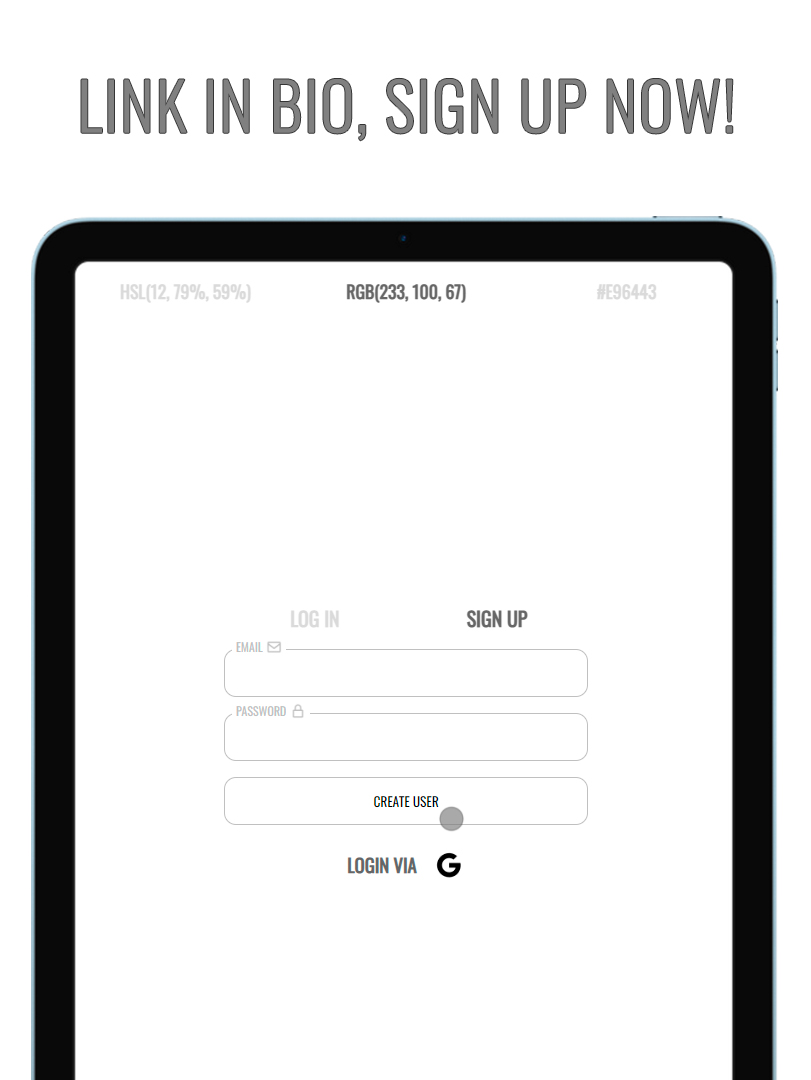 LINK IN BIO, SIGN UP NOW!
HSL(12, 79%, 59%) RGB(233, 100, 67) #E96443
LOG IN SIGN UP
EMAIL
PASSWORD
CREATE USER
LOGIN VIA G